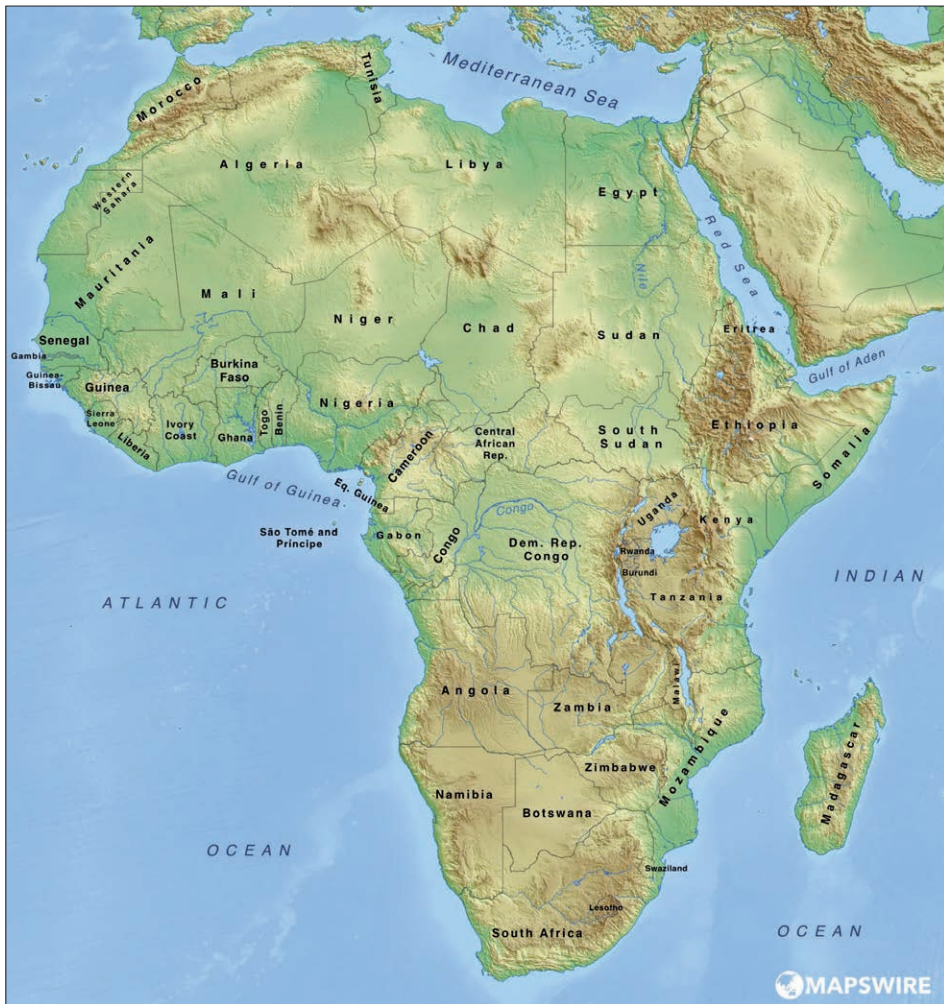 Mediterranean Sea
Morocco
Tunisia
Algeria
Libya
Egypt
Western
Sahara
Mauritania
Mali
Niger
Chad
Sudan
Nile
Red Sea
Eritrea
Senegal
Gambia
Guinea-
Bissau
Guinea
Sierra
Leone
Liberia
Ivory
Coast
Burkina
Faso
Ghana
Togo
Benin
Nigeria
Cameroon
Central
African
Rep.
South
Sudan
Ethiopia
Gulf of Aden
Somalia
Gulf of Guinea
Eq. Guinea
São Tomé and
Príncipe
Gabon
Congo
Congo
Dem. Rep.
Congo
Uganda
Kenya
Rwanda
Burundi
Tanzania
ATLANTIC
INDIAN
Angola
Zambia
Malawi
Mozambique
Zimbabwe
Madagascar
Namibia
Botswana
OCEAN
Swaziland
Lesotho
South Africa
OCEAN
MAPSWIRE